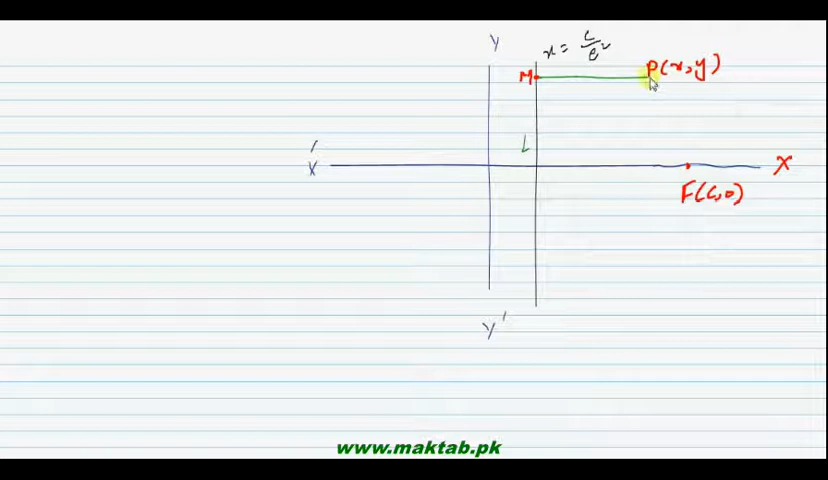 Y
x = c/e²
M
P(x,y)
L
X'
X
F(c,0)
Y'
www.maktab.pk